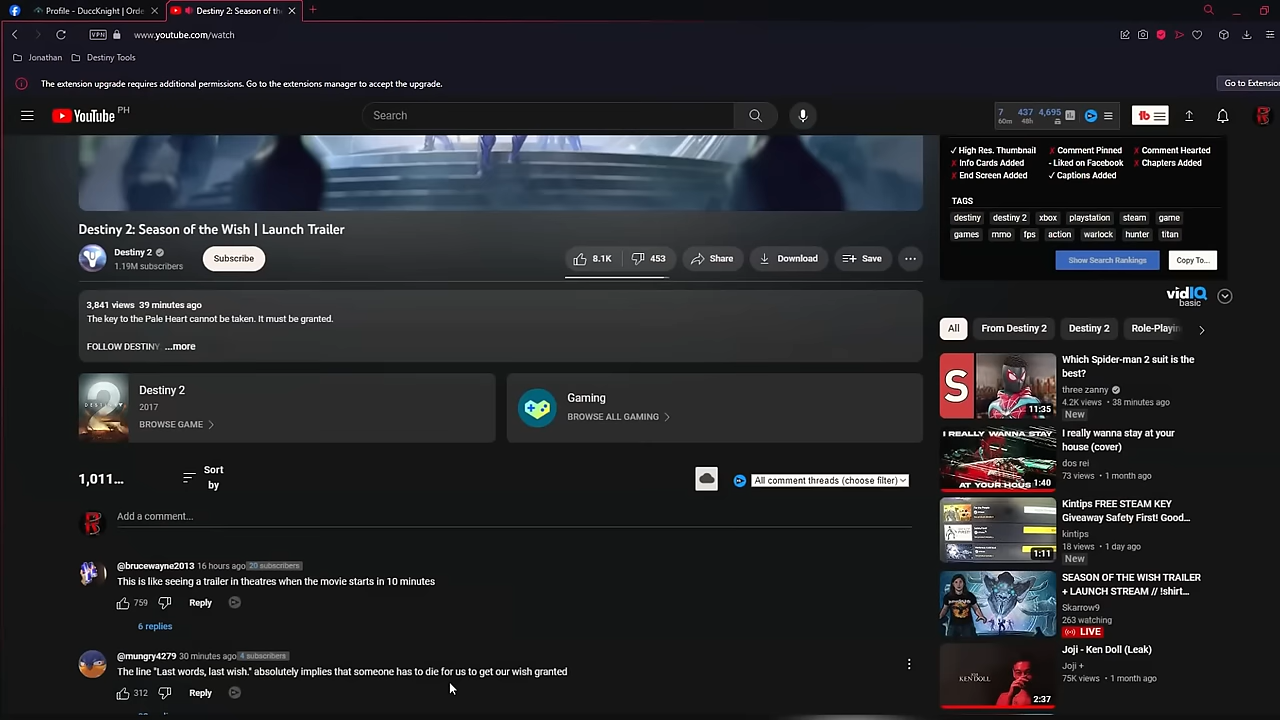 Profile - DuccKnight | Orde
Destiny 2: Season of th
VPN
www.youtube.com/watch
Jonathan
Destiny Tools
The extension upgrade requires additional permissions. Go to the extensions manager to accept the upgrade.
Go to Extension
YouTube PH
Search
7 437 4,695
60m 48h
tb
✓ High Res. Thumbnail
✗ Comment Pinned
✗ Comment Hearted
✗ Info Cards Added
- Liked on Facebook
✗ Chapters Added
✗ End Screen Added
✓ Captions Added
TAGS
destiny destiny 2 xbox playstation steam game
games mmo fps action warlock hunter titan
Show Search Rankings
Copy To...
Destiny 2: Season of the Wish | Launch Trailer
Destiny 2
1.19M subscribers
Subscribe
8.1K
453
Share
Download
Save
3,841 views 39 minutes ago
The key to the Pale Heart cannot be taken. It must be granted.
FOLLOW DESTINY ...more
vidIQ
basic
All
From Destiny 2
Destiny 2
Role-Playin
Destiny 2
2017
BROWSE GAME
Gaming
BROWSE ALL GAMING
1,011...
Sort
by
All comment threads (choose filter)
Add a comment...
@brucewayne2013 16 hours ago 20 subscribers
This is like seeing a trailer in theatres when the movie starts in 10 minutes
759
Reply
6 replies
@mungry4279 30 minutes ago 4 subscribers
The line "Last words, last wish." absolutely implies that someone has to die for us to get our wish granted
312
Reply
S
11:35
Which Spider-man 2 suit is the
best?
three zanny
4.2K views • 38 minutes ago
New
I REALLY WANNA STAY AT
YOUR HOUSE
1:40
I really wanna stay at your
house (cover)
dos rei
73 views • 1 month ago
1:11
Kintips FREE STEAM KEY
Giveaway Safety First! Good...
kintips
18 views • 1 day ago
New
SEASON OF THE WISH TRAILER
+ LAUNCH STREAM // !shirt...
Skarrow9
263 watching
LIVE
KEN DOLL
2:37
Joji - Ken Doll (Leak)
Joji +
75K views • 1 month ago